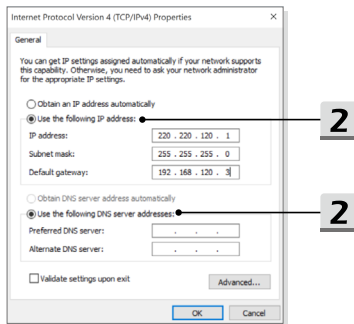 Internet Protocol Version 4 (TCP/IPv4) Properties
General
You can get IP settings assigned automatically if your network supports
this capability. Otherwise, you need to ask your network administrator
for the appropriate IP settings.
Obtain an IP address automatically
Use the following IP address:
2
IP address: 220 . 220 . 120 . 1
Subnet mask: 255 . 255 . 255 . 0
Default gateway: 192 . 168 . 120 . 3
Obtain DNS server address automatically
Use the following DNS server addresses:
2
Preferred DNS server: . . .
Alternate DNS server: . . .
Validate settings upon exit
Advanced...
OK Cancel